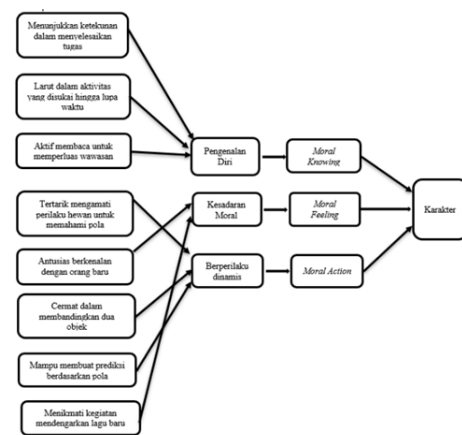 Menunjukkan ketekunan
dalam menyelesaikan
tugas
Larut dalam aktivitas
yang disukai hingga lupa
waktu
Aktif membaca untuk
memperluas wawasan
Tertarik mengamati
perilaku hewan untuk
memahami pola
Antusias berkenalan
dengan orang baru
Cermat dalam
membandingkan dua
objek
Mampu membuat prediksi
berdasarkan pola
Menikmati kegiatan
mendengarkan lagu baru
Pengenalan
Diri
Kesadaran
Moral
Berperilaku
dinamis
Moral
Knowing
Moral
Feeling
Moral Action
Karakter